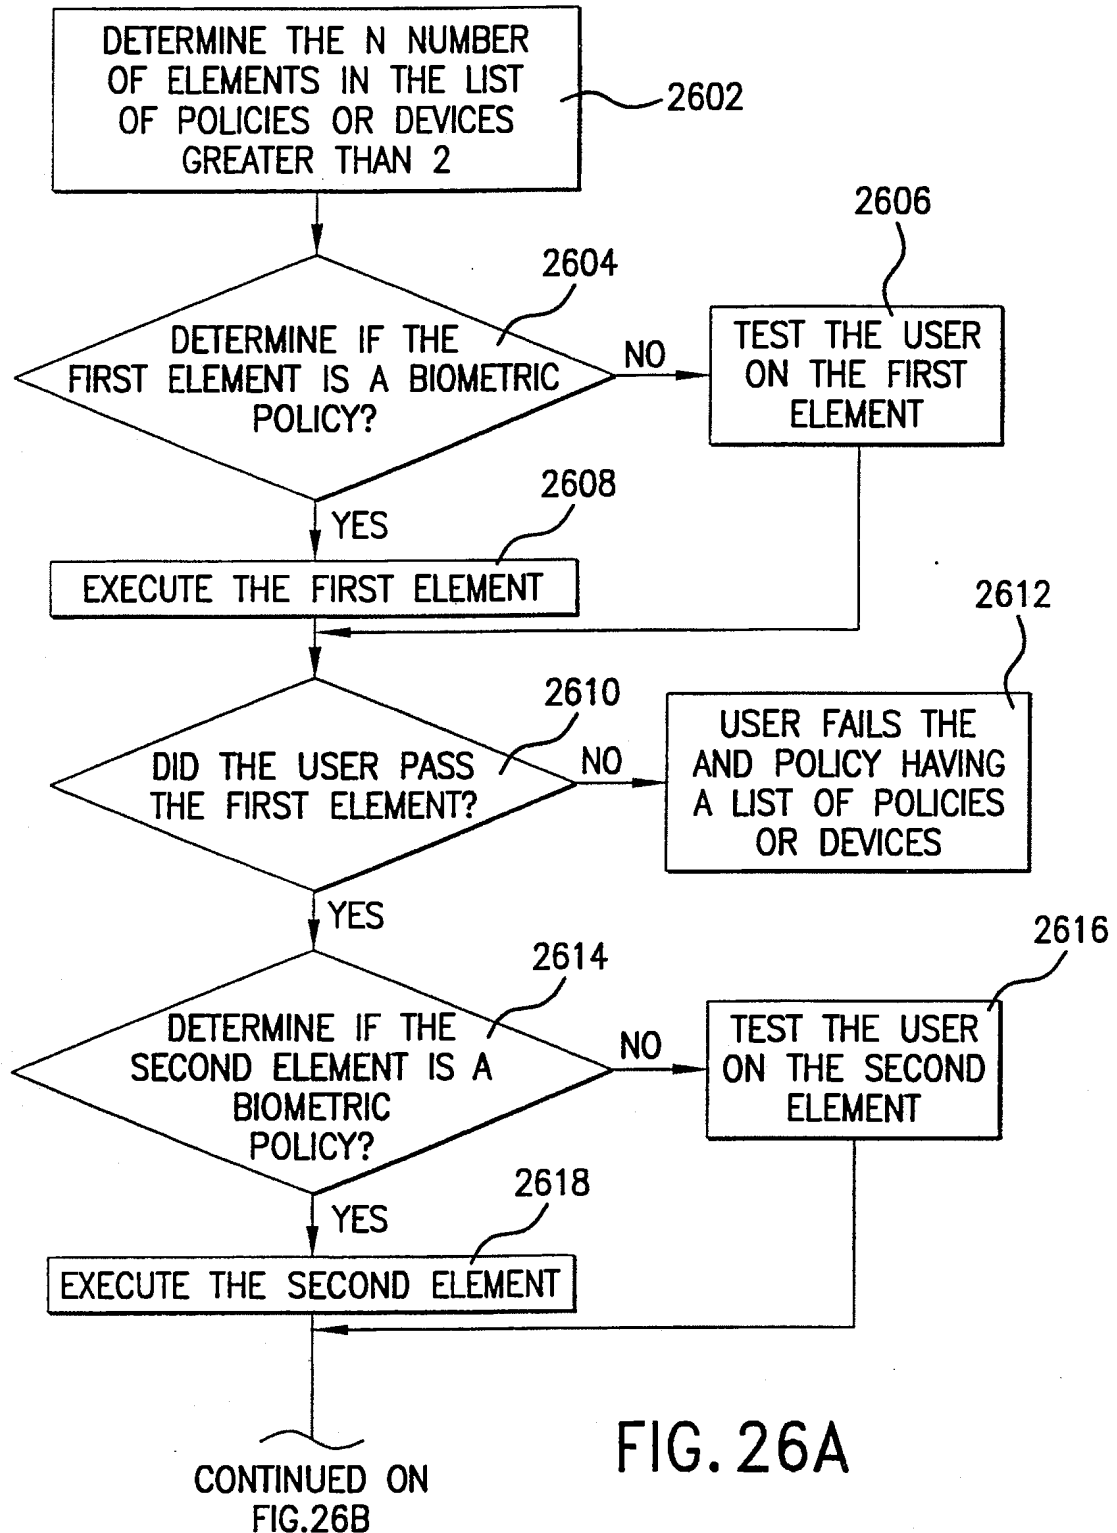 DETERMINE THE N NUMBER
OF ELEMENTS IN THE LIST
OF POLICIES OR DEVICES
GREATER THAN 2
2602
2604
DETERMINE IF THE
FIRST ELEMENT IS A BIOMETRIC
POLICY?
NO
2606
TEST THE USER
ON THE FIRST
ELEMENT
YES
2608
EXECUTE THE FIRST ELEMENT
2610
DID THE USER PASS
THE FIRST ELEMENT?
NO
2612
USER FAILS THE
AND POLICY HAVING
A LIST OF POLICIES
OR DEVICES
YES
2614
DETERMINE IF THE
SECOND ELEMENT IS A
BIOMETRIC
POLICY?
NO
2616
TEST THE USER
ON THE SECOND
ELEMENT
YES
2618
EXECUTE THE SECOND ELEMENT
CONTINUED ON
FIG.26B
FIG. 26A